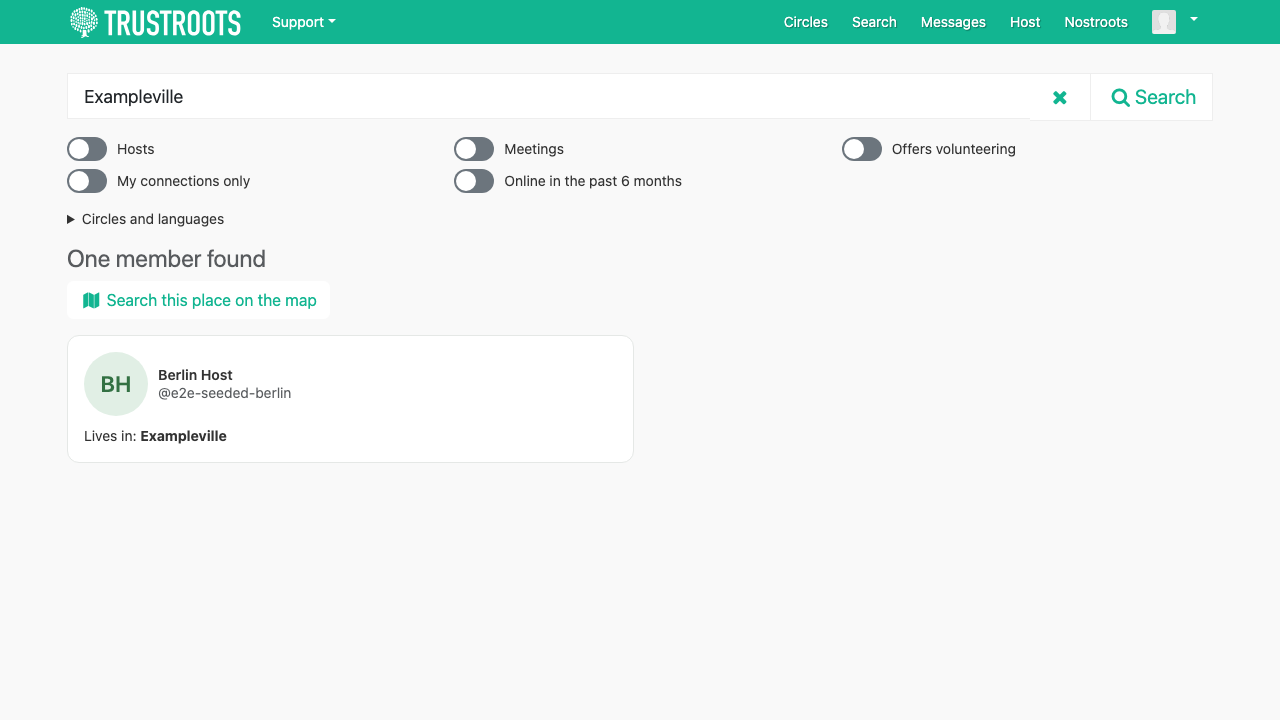 TRUSTROOTS
Support
Circles
Search
Messages
Host
Nostroots
Exampleville
Search
Hosts
Meetings
Offers volunteering
My connections only
Online in the past 6 months
Circles and languages
One member found
Search this place on the map
BH
Berlin Host
@e2e-seeded-berlin
Lives in: Exampleville